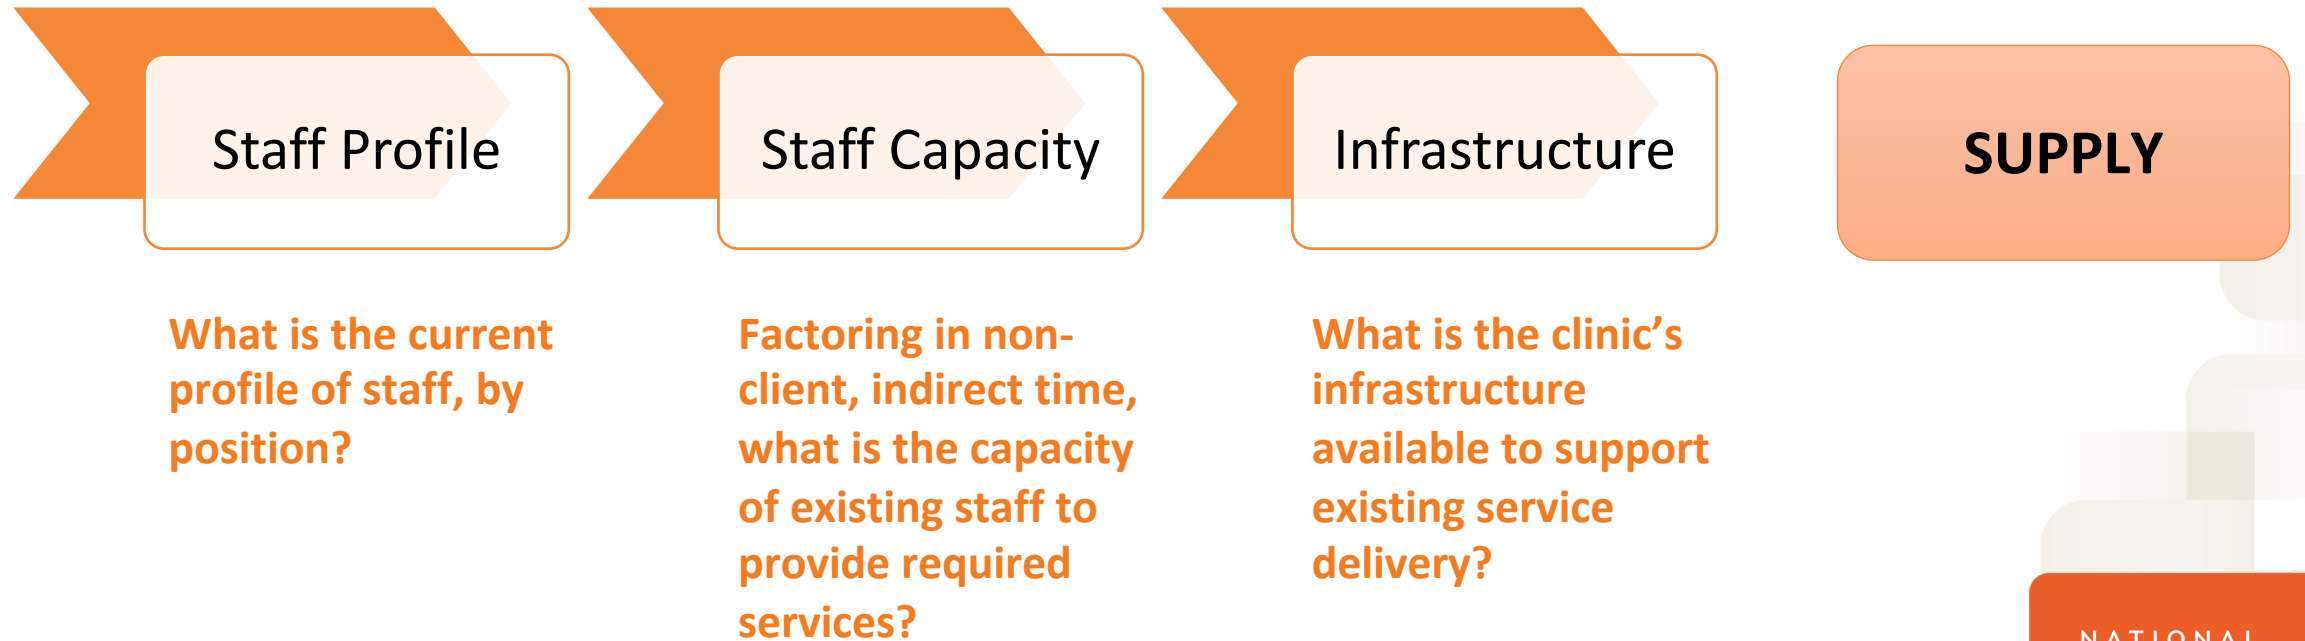 Staff Profile
Staff Capacity
Infrastructure
SUPPLY
What is the current
profile of staff, by
position?
Factoring in non-
client, indirect time,
what is the capacity
of existing staff to
provide required
services?
What is the clinic’s
infrastructure
available to support
existing service
delivery?
NATIONAL